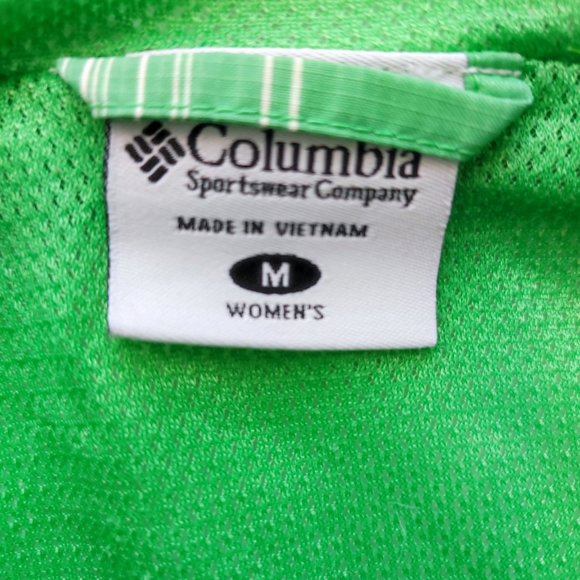 Columbia
Sportswear Company
MADE IN VIETNAM
M
WOMEN'S